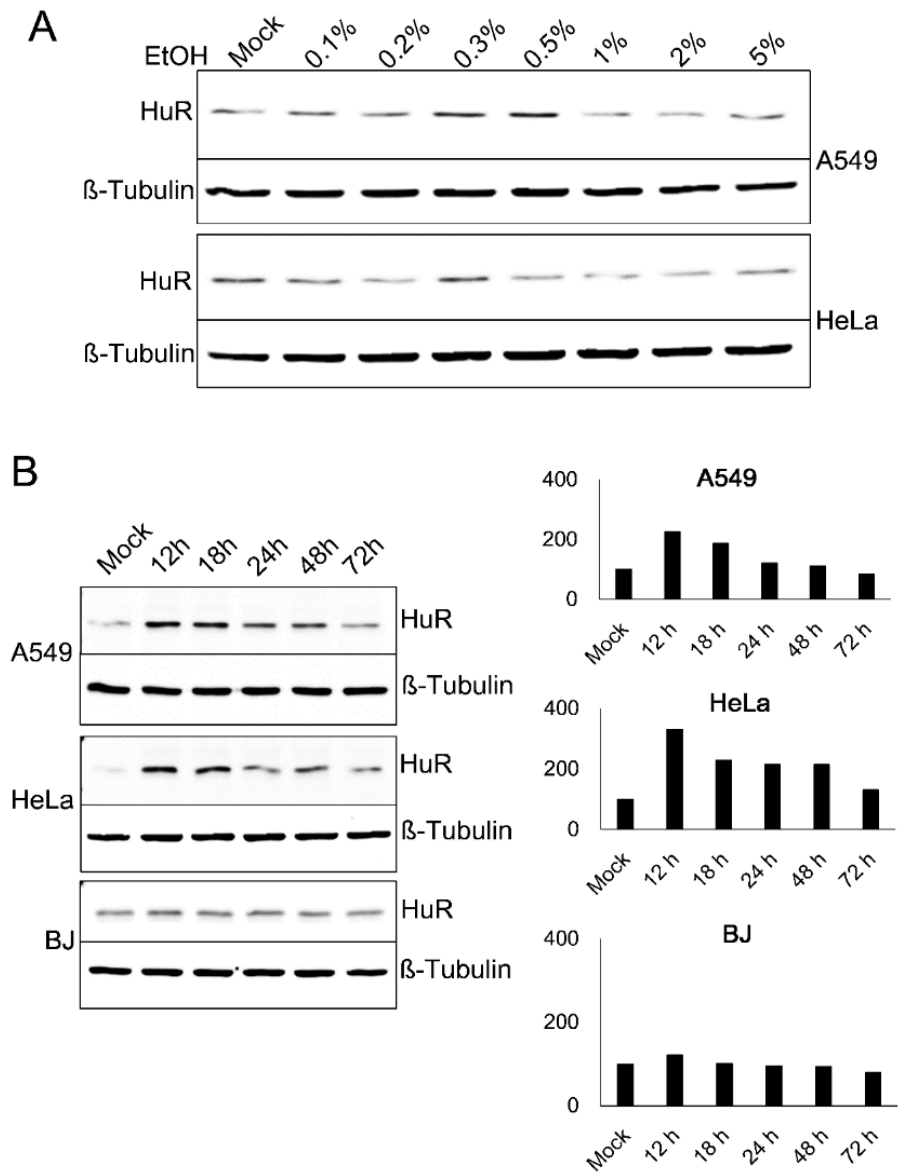 A
EtOH Mock 0.1% 0.2% 0.3% 0.5% 1% 2% 5%
HuR
A549
ß-Tubulin
HuR
HeLa
ß-Tubulin
B
Mock 12h 18h 24h 48h 72h
HuR
A549
ß-Tubulin
HuR
HeLa
ß-Tubulin
HuR
BJ
ß-Tubulin
A549
400
200
0
Mock 12 h 18 h 24 h 48 h 72 h
HeLa
400
200
0
Mock 12 h 18 h 24 h 48 h 72 h
BJ
400
200
0
Mock 12 h 18 h 24 h 48 h 72 h